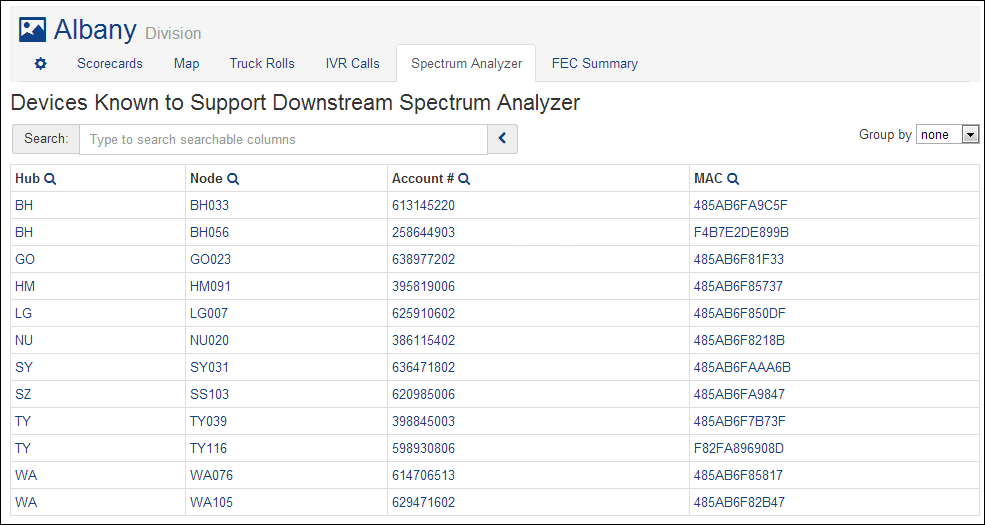 Albany Division
Scorecards Map Truck Rolls IVR Calls Spectrum Analyzer FEC Summary
Devices Known to Support Downstream Spectrum Analyzer
Search: Type to search searchable columns Group by none
Hub Node Account # MAC
BH BH033 613145220 485AB6FA9C5F
BH BH056 258644903 F4B7E2DE899B
GO GO023 638977202 485AB6F81F33
HM HM091 395819006 485AB6F85737
LG LG007 625910602 485AB6F850DF
NU NU020 386115402 485AB6F8218B
SY SY031 636471802 485AB6FAAA6B
SZ SS103 620985006 485AB6FA9847
TY TY039 398845003 485AB6F7B73F
TY TY116 598930806 F82FA896908D
WA WA076 614706513 485AB6F85817
WA WA105 629471602 485AB6F82B47